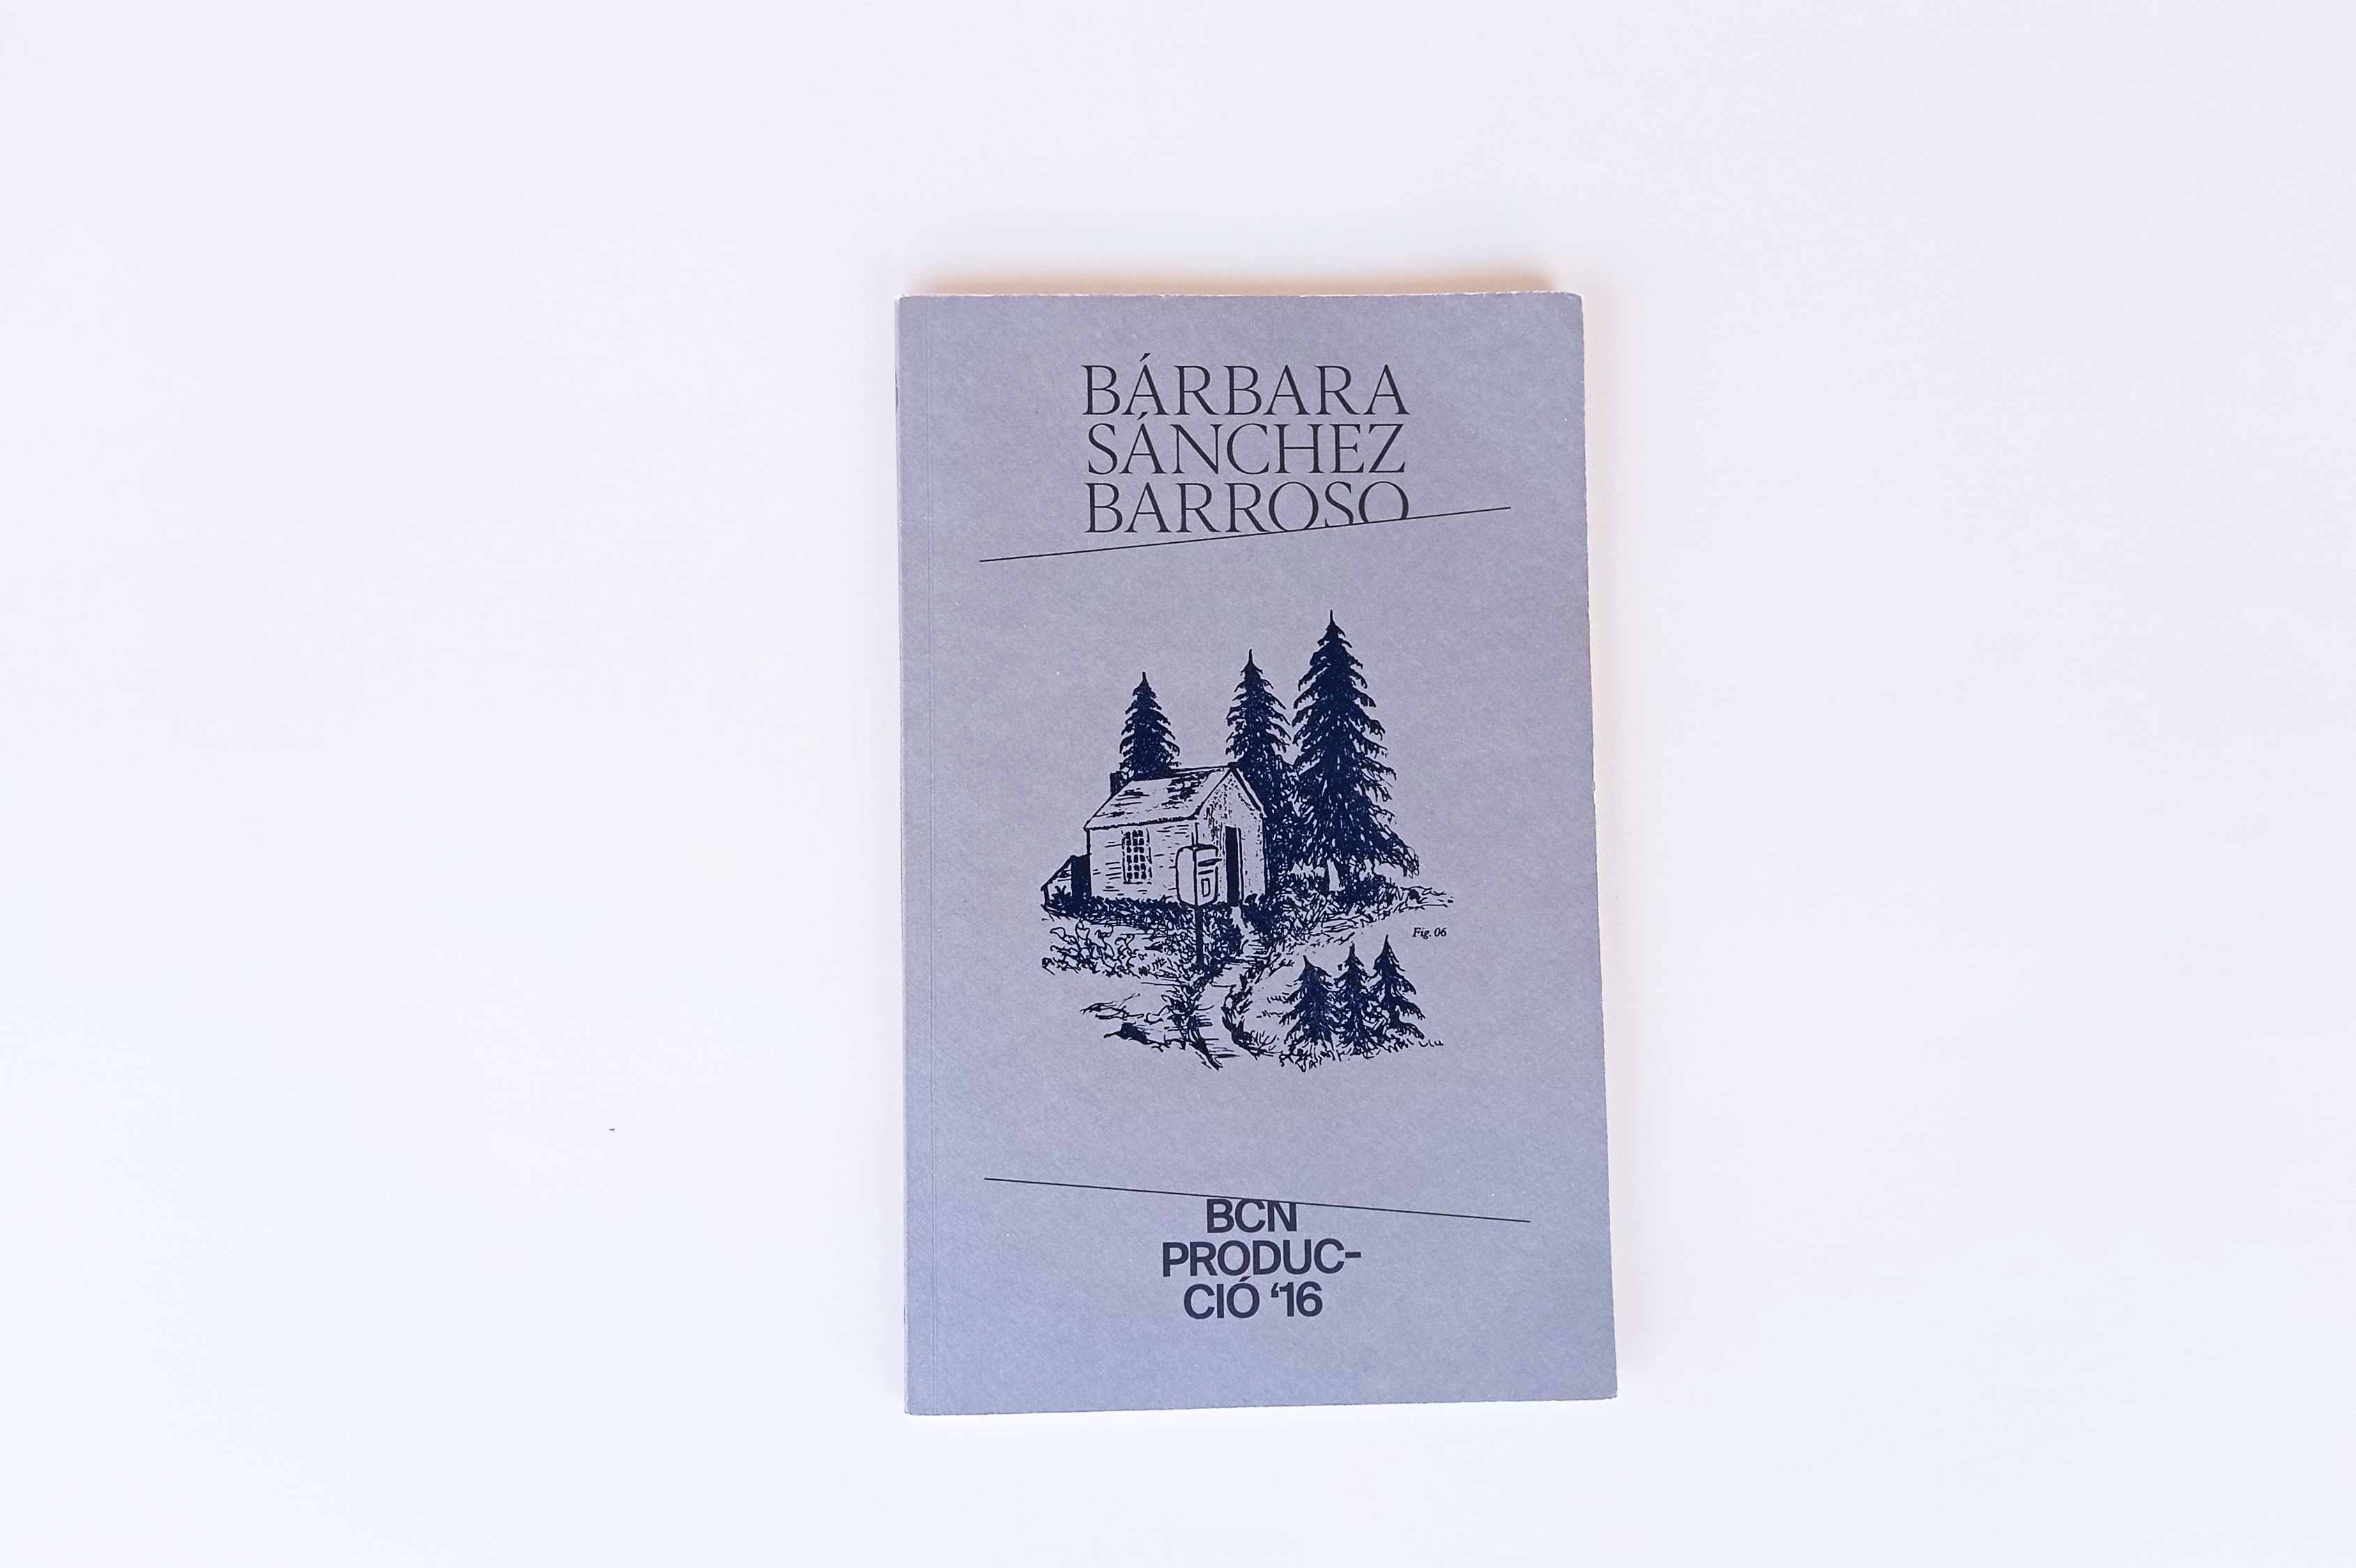 BÁRBARA
SÁNCHEZ
BARROSO
Fig. 06
BCN
PRODUC-
CIÓ ‘16